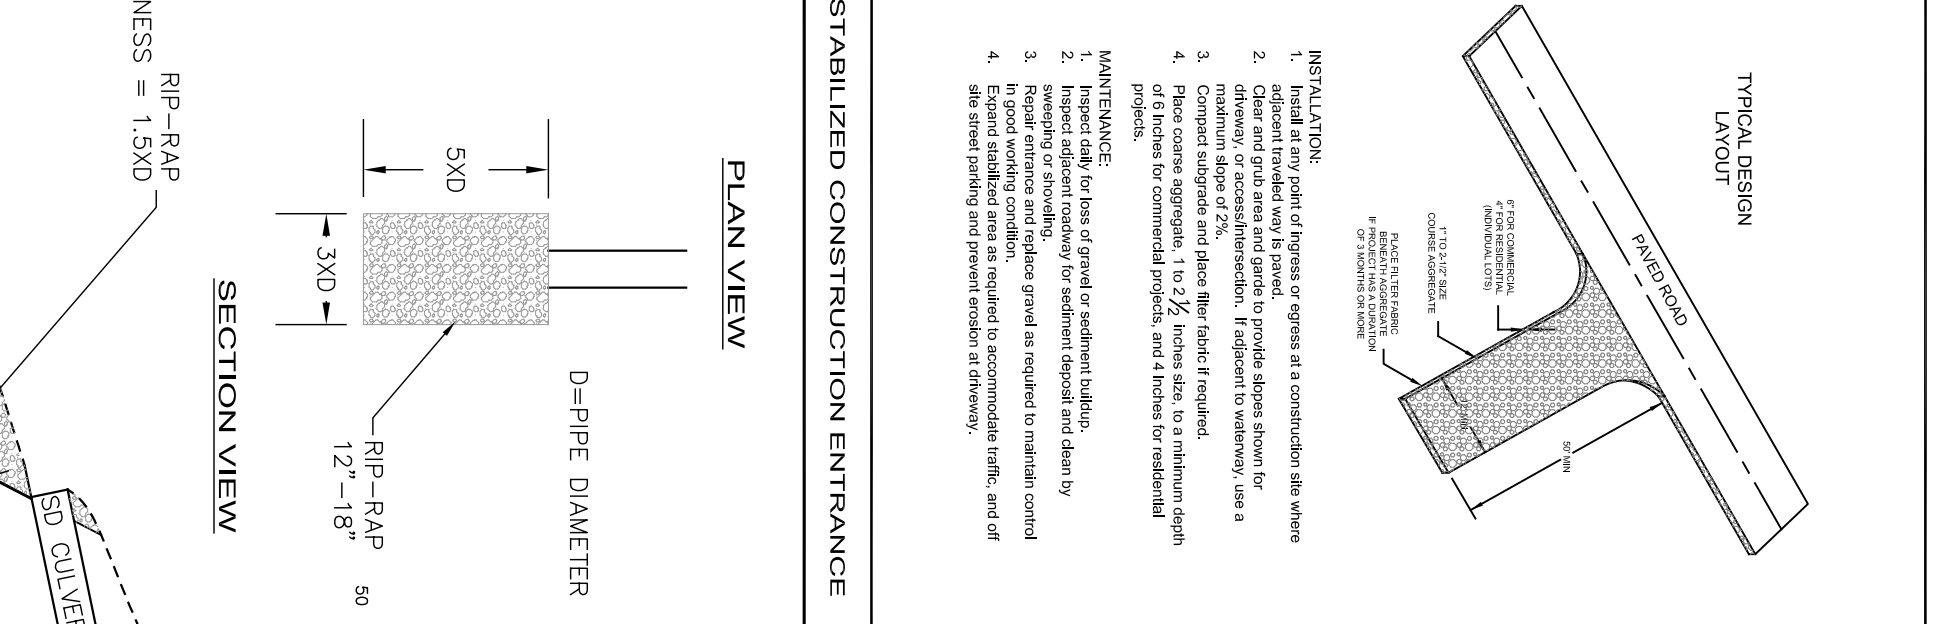 TYPICAL DESIGN
LAYOUT
PAVED ROAD
6" FOR COMMERCIAL
4" FOR RESIDENTIAL
(INDIVIDUAL LOTS)
1" TO 2-1/2" SIZE
COURSE AGGREGATE
PLACE FILTER FABRIC
BENEATH AGGREGATE
IF PROJECT HAS A DURATION
OF 3 MONTHS OR MORE
50' MIN
INSTALLATION:
1. Install at any point of ingress or egress at a construction site where
adjacent traveled way is paved.
2. Clear and grub area and garde to provide slopes shown for
driveway, or access/intersection. If adjacent to waterway, use a
maximum slope of 2%.
3. Compact subgrade and place filter fabric if required.
4. Place coarse aggregate, 1 to 2 1/2 inches size, to a minimum depth
of 6 Inches for commercial projects, and 4 Inches for residential
projects.
MAINTENANCE:
1. Inspect daily for loss of gravel or sediment buildup.
2. Inspect adjacent roadway for sediment deposit and clean by
sweeping or shoveling.
3. Repair entrance and replace gravel as required to maintain control
in good working condition.
4. Expand stabilized area as required to accommodate traffic, and off
site street parking and prevent erosion at driveway.
STABILIZED CONSTRUCTION ENTRANCE
PLAN VIEW
D=PIPE DIAMETER
5XD
3XD
RIP-RAP
12"-18"
50
SECTION VIEW
RIP-RAP
NESS = 1.5XD
SD CULVER